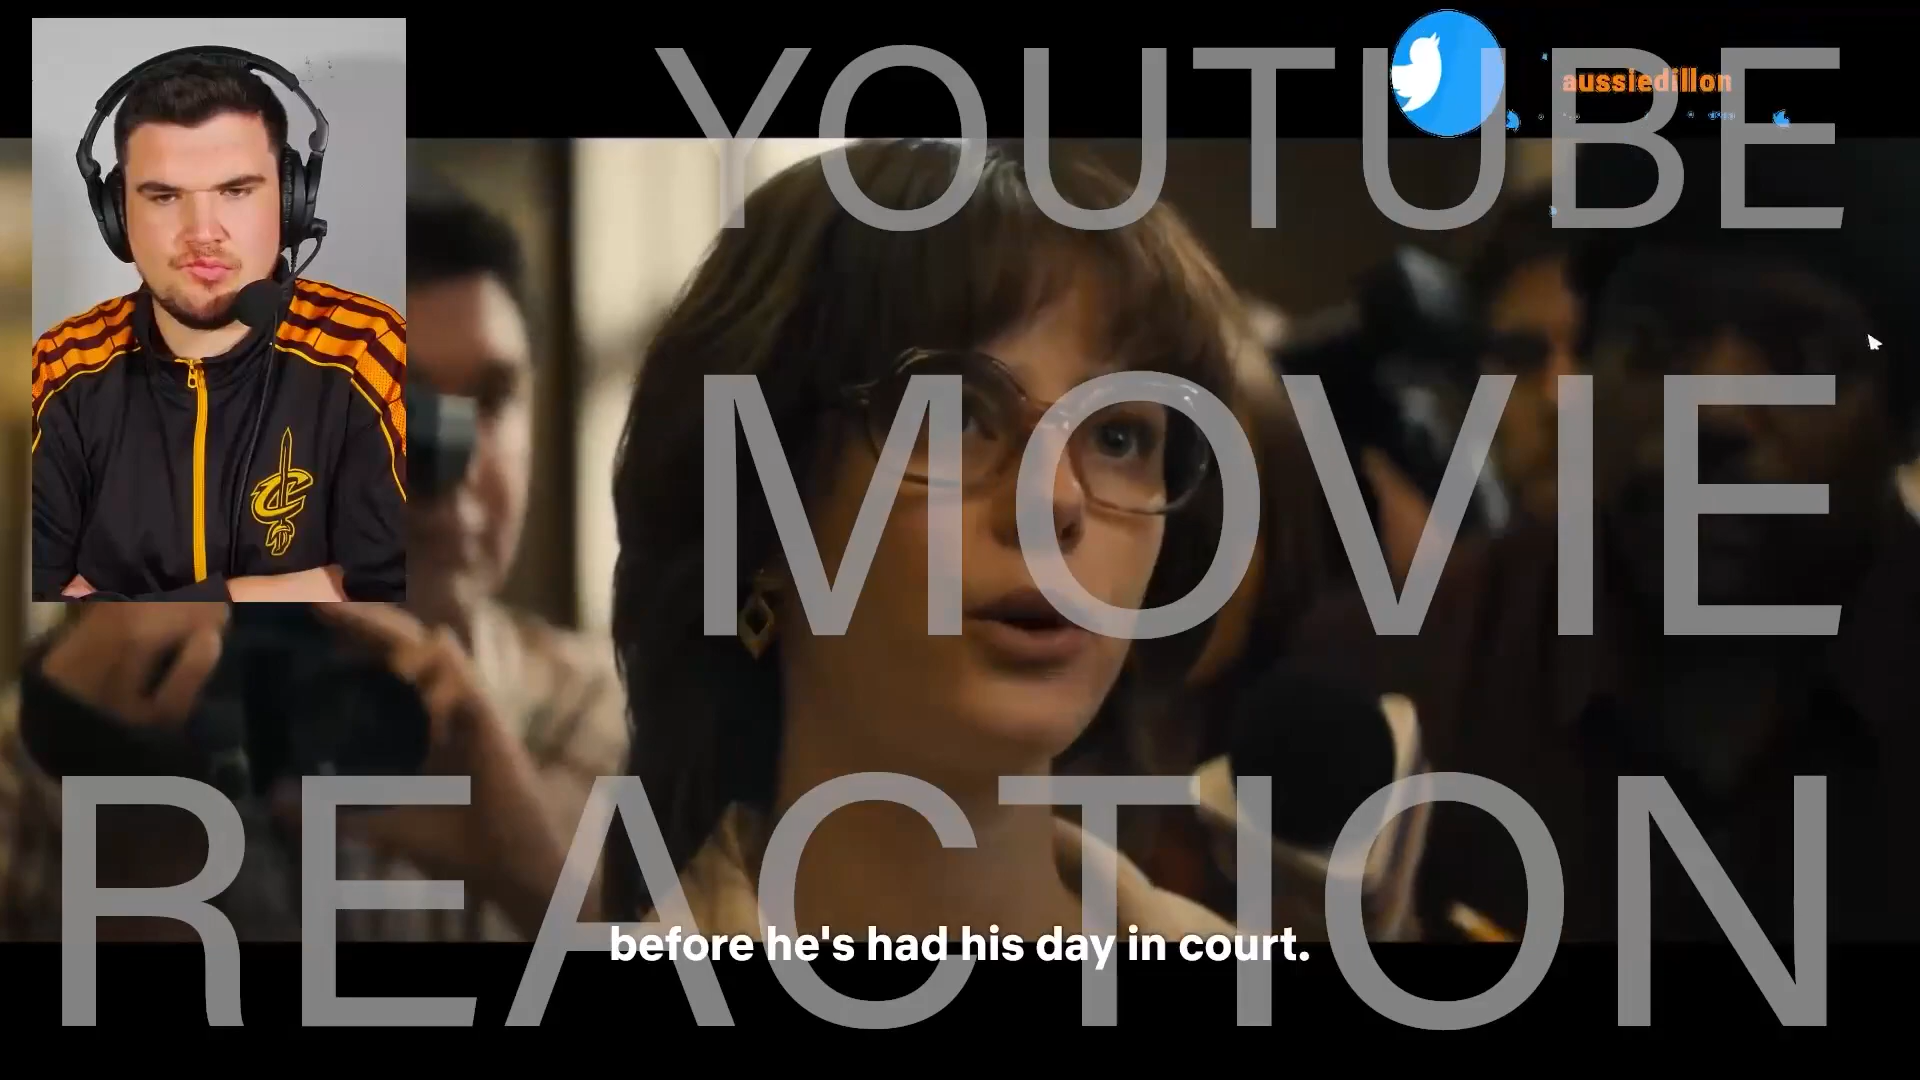 YOUTUBE
aussiedillon
MOVIE
REACTION
before he's had his day in court.